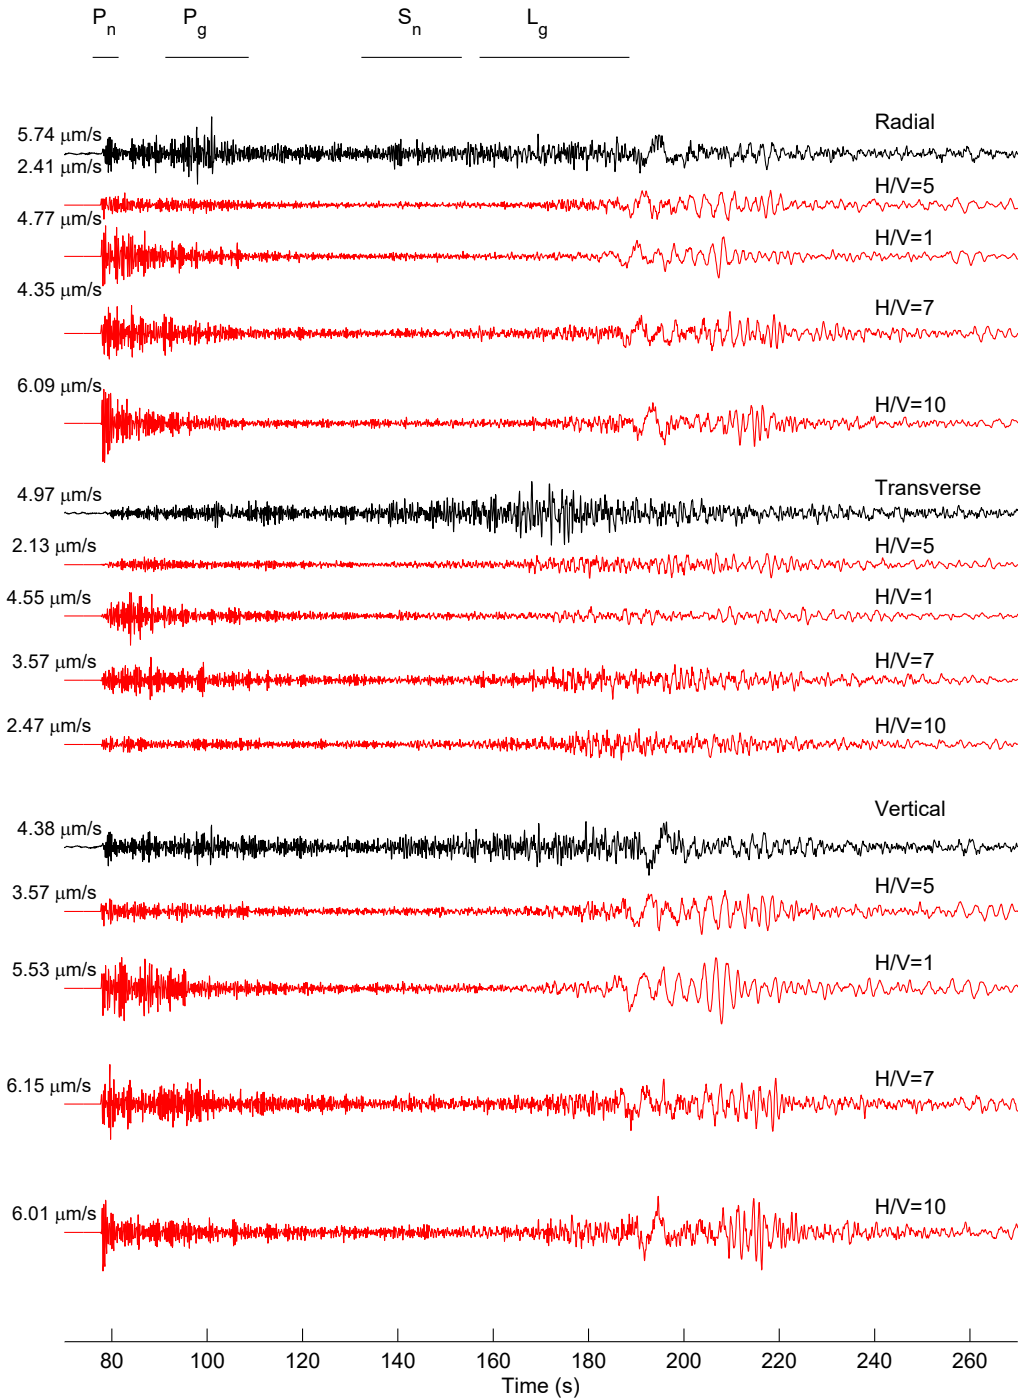 Pn Pg Sn Lg
5.74 μm/s Radial
2.41 μm/s H/V=5
4.77 μm/s H/V=1
4.35 μm/s H/V=7
6.09 μm/s H/V=10
4.97 μm/s Transverse
2.13 μm/s H/V=5
4.55 μm/s H/V=1
3.57 μm/s H/V=7
2.47 μm/s H/V=10
4.38 μm/s Vertical
3.57 μm/s H/V=5
5.53 μm/s H/V=1
6.15 μm/s H/V=7
6.01 μm/s H/V=10
80 100 120 140 160 180 200 220 240 260
Time (s)